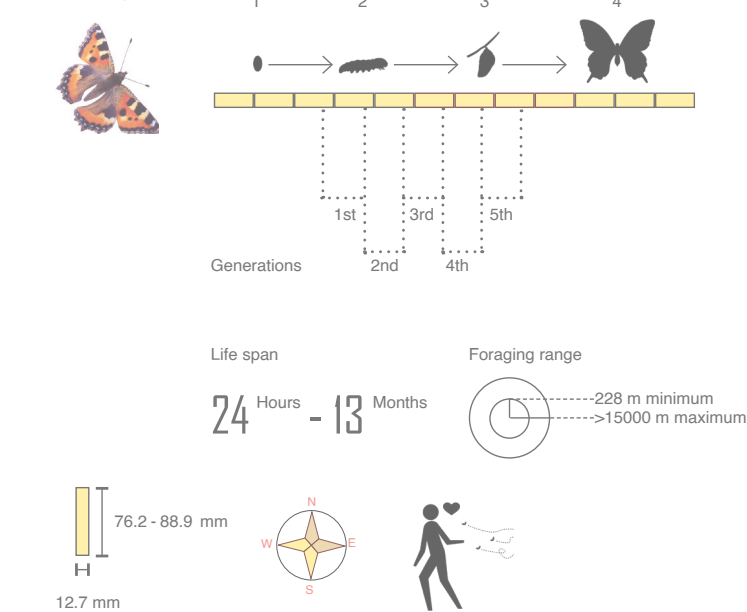 1 2 3 4
1st 3rd 5th
Generations 2nd 4th
Life span
Foraging range
24 Hours - 13 Months
228 m minimum
>15000 m maximum
76.2 - 88.9 mm
12.7 mm
N
W E
S